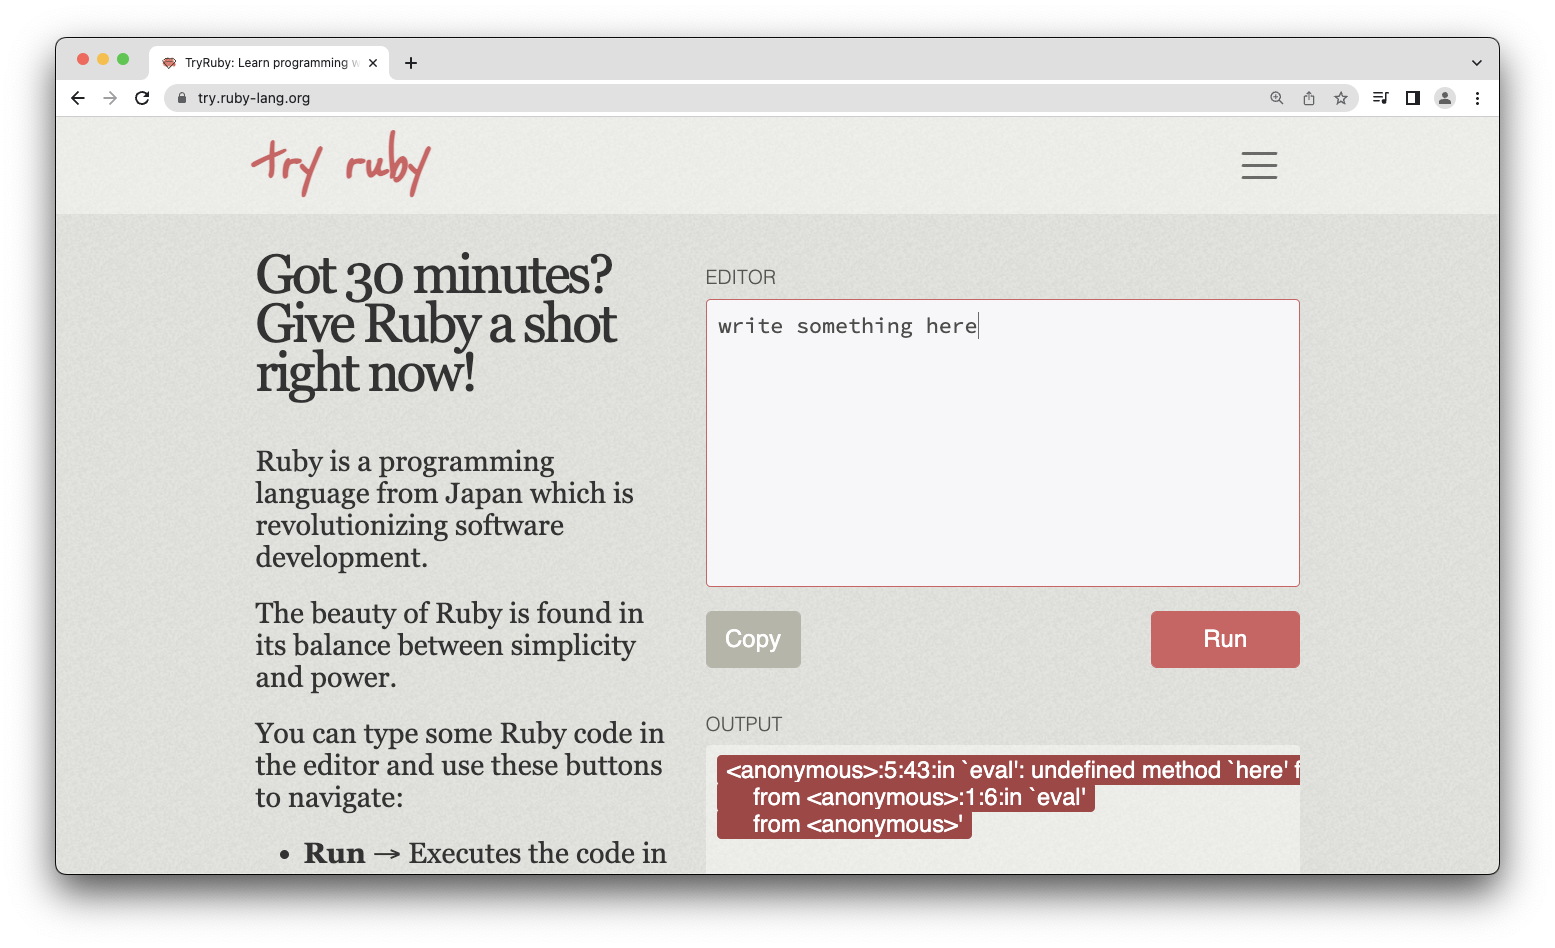 TryRuby: Learn programming w
try.ruby-lang.org
try ruby
Got 30 minutes?
Give Ruby a shot
right now!
Ruby is a programming
language from Japan which is
revolutionizing software
development.
The beauty of Ruby is found in
its balance between simplicity
and power.
You can type some Ruby code in
the editor and use these buttons
to navigate:
• Run → Executes the code in
EDITOR
write something here
Copy
Run
OUTPUT
<anonymous>:5:43:in `eval': undefined method `here' f
from <anonymous>:1:6:in `eval'
from <anonymous>'